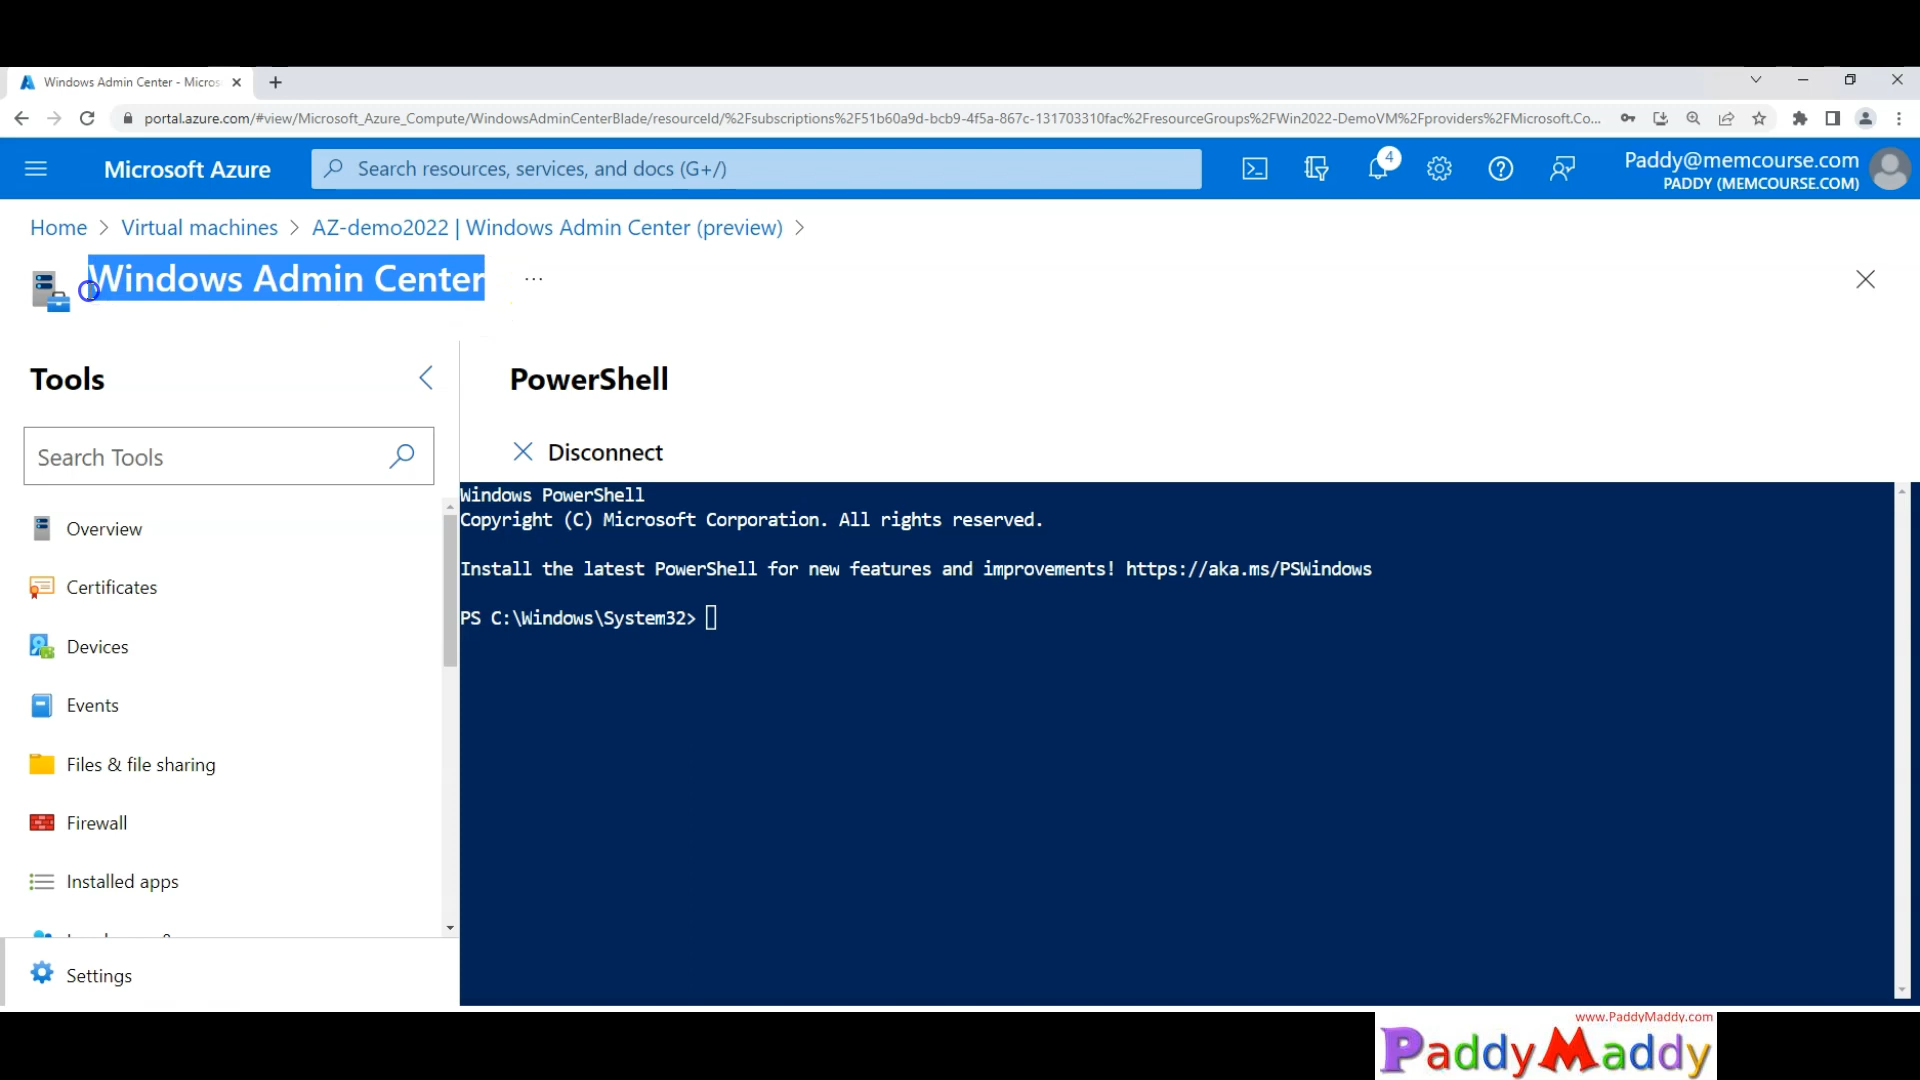 Windows Admin Center - Micros
portal.azure.com/#view/Microsoft_Azure_Compute/WindowsAdminCenterBlade/resourceId/%2Fsubscriptions%2F51b60a9d-bcb9-4f5a-867c-131703310fac%2FresourceGroups%2FWin2022-DemoVM%2Fproviders%2FMicrosoft.Co...
Microsoft Azure
Search resources, services, and docs (G+/)
4
Paddy@memcourse.com
PADDY (MEMCOURSE.COM)
Home > Virtual machines > AZ-demo2022 | Windows Admin Center (preview) >
Windows Admin Center ...
Tools
Search Tools
Overview
Certificates
Devices
Events
Files & file sharing
Firewall
Installed apps
Settings
PowerShell
Disconnect
Windows PowerShell
Copyright (C) Microsoft Corporation. All rights reserved.
Install the latest PowerShell for new features and improvements! https://aka.ms/PSWindows
PS C:\Windows\System32>
www.PaddyMaddy.com
PaddyMaddy